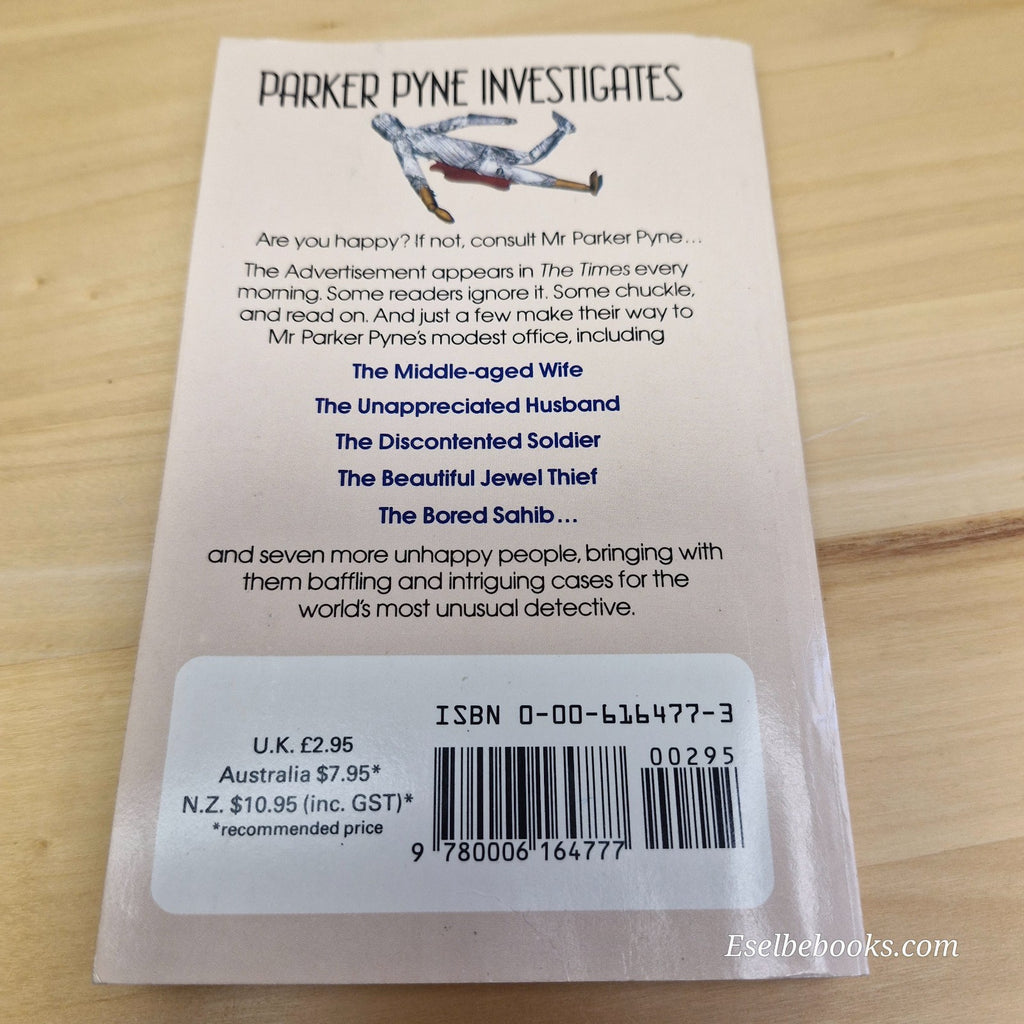 PARKER PYNE INVESTIGATES
Are you happy? If not, consult Mr Parker Pyne...
The Advertisement appears in The Times every
morning. Some readers ignore it. Some chuckle,
and read on. And just a few make their way to
Mr Parker Pyne's modest office, including
The Middle-aged Wife
The Unappreciated Husband
The Discontented Soldier
The Beautiful Jewel Thief
The Bored Sahib...
and seven more unhappy people, bringing with
them baffling and intriguing cases for the
world's most unusual detective.
U.K. £2.95
Australia $7.95*
N.Z. $10.95 (inc. GST)*
*recommended price
ISBN 0-00-616477-3
00295
9 780006 164777
Eselbebooks.com